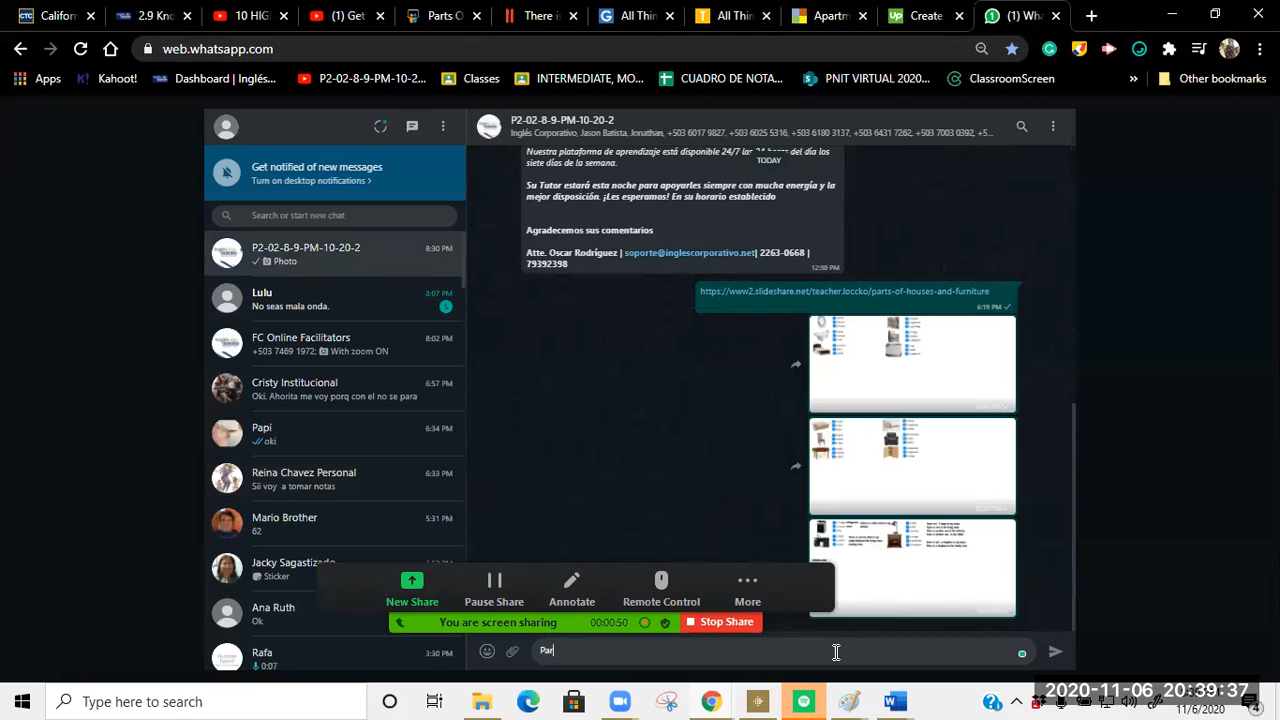 Californ
2.9 Kno
10 HIG
(1) Get
Parts of
There is
All Thin
All Thin
Apartm
Create
(1) Wha
web.whatsapp.com
Apps
Kahoot!
Dashboard | Inglés...
P2-02-8-9-PM-10-2...
Classes
INTERMEDIATE, MO...
CUADRO DE NOTA...
PNIT VIRTUAL 2020...
ClassroomScreen
Other bookmarks
Get notified of new messages
Turn on desktop notifications >
Search or start new chat
P2-02-8-9-PM-10-20-2 8:30 PM
Photo
Lulu 8:07 PM
No seas mala onda.
FC Online Facilitators 8:02 PM
+503 7180 1972: With zoom out
Cristy Institucional 6:57 PM
Oki. Ahorita me voy porq con el no se para
Papi 6:34 PM
oki
Reina Chavez Personal 6:33 PM
Sii voy a tomar notas
Mario Brother 5:31 PM
Jacky Sagastizado
Sticker
Ana Ruth
Ok
Rafa 3:30 PM
0:07
P2-02-8-9-PM-10-20-2
Inglés Corporativo, Jason Batista, Jonathan, +503 6017 9827, +503 6025 5316, +503 6180 3137, +503 6431 7262, +503 7003 0392, +5...
TODAY
Nuestra plataforma de aprendizaje está disponible 24/7 las 24 horas del día los
siete días de la semana.
Su Tutor estará esta noche para apoyarles siempre con mucha energía y la
mejor disposición. ¡Les esperamos! En su horario establecido
Agradecemos sus comentarios
Atte. Oscar Rodríguez | soporte@inglescorporativo.net| 2263-0668 |
79392398
12:30 PM
https://www2.slideshare.net/teacher.loccko/parts-of-houses-and-furniture
6:19 PM
New Share
Pause Share
Annotate
Remote Control
More
You are screen sharing 00:00:50 Stop Share
Par
Type here to search
2020-11-06 20:39:37
11/6/2020